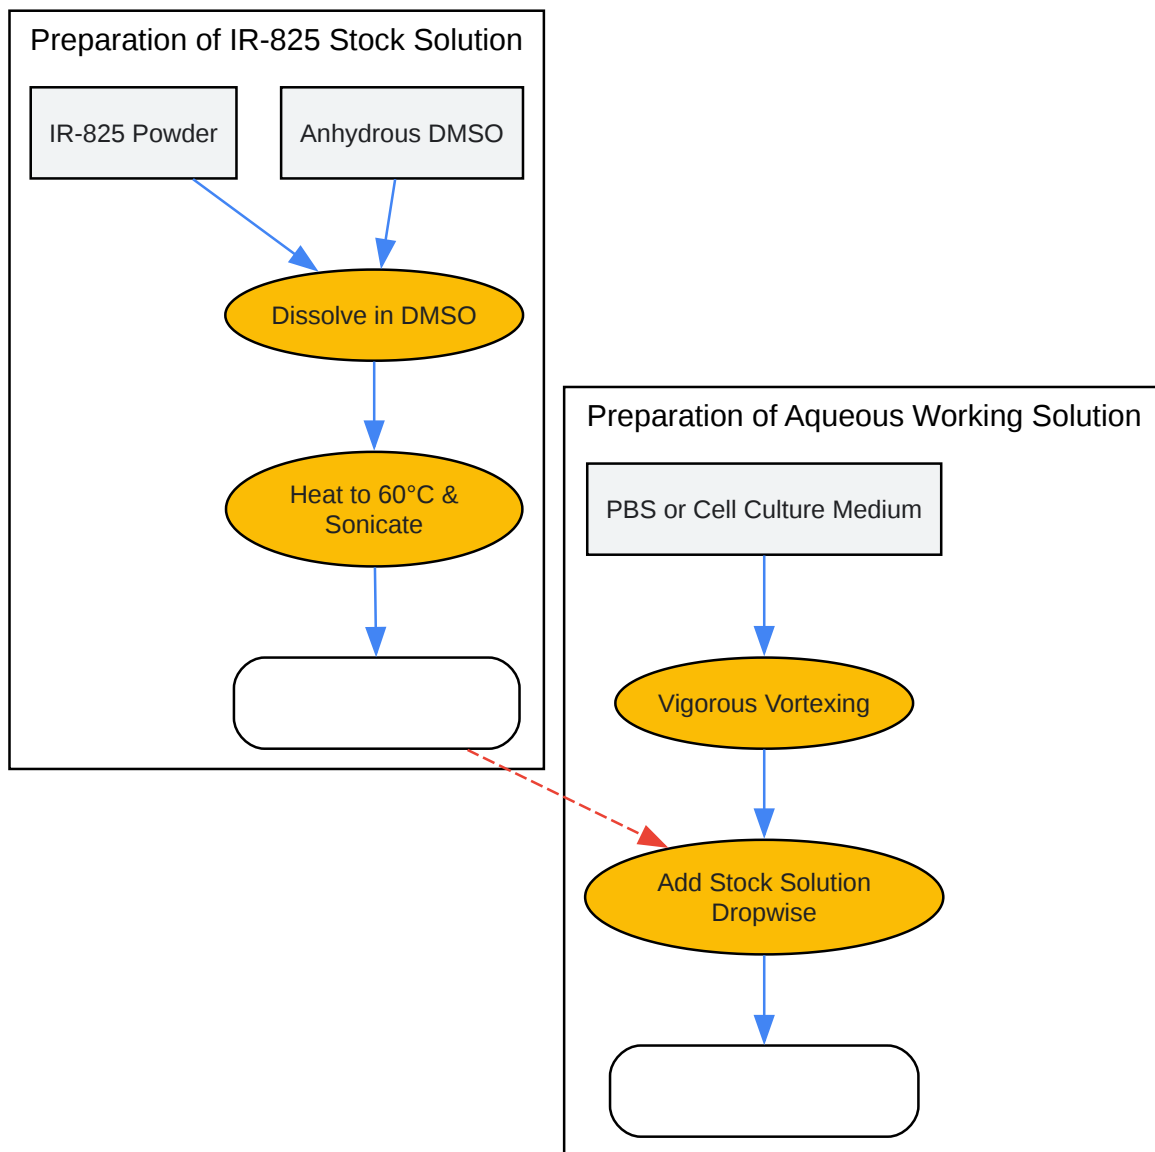 Preparation of IR-825 Stock Solution
IR-825 Powder
Anhydrous DMSO
Dissolve in DMSO
Heat to 60°C &
Sonicate
Preparation of Aqueous Working Solution
PBS or Cell Culture Medium
Vigorous Vortexing
Add Stock Solution
Dropwise